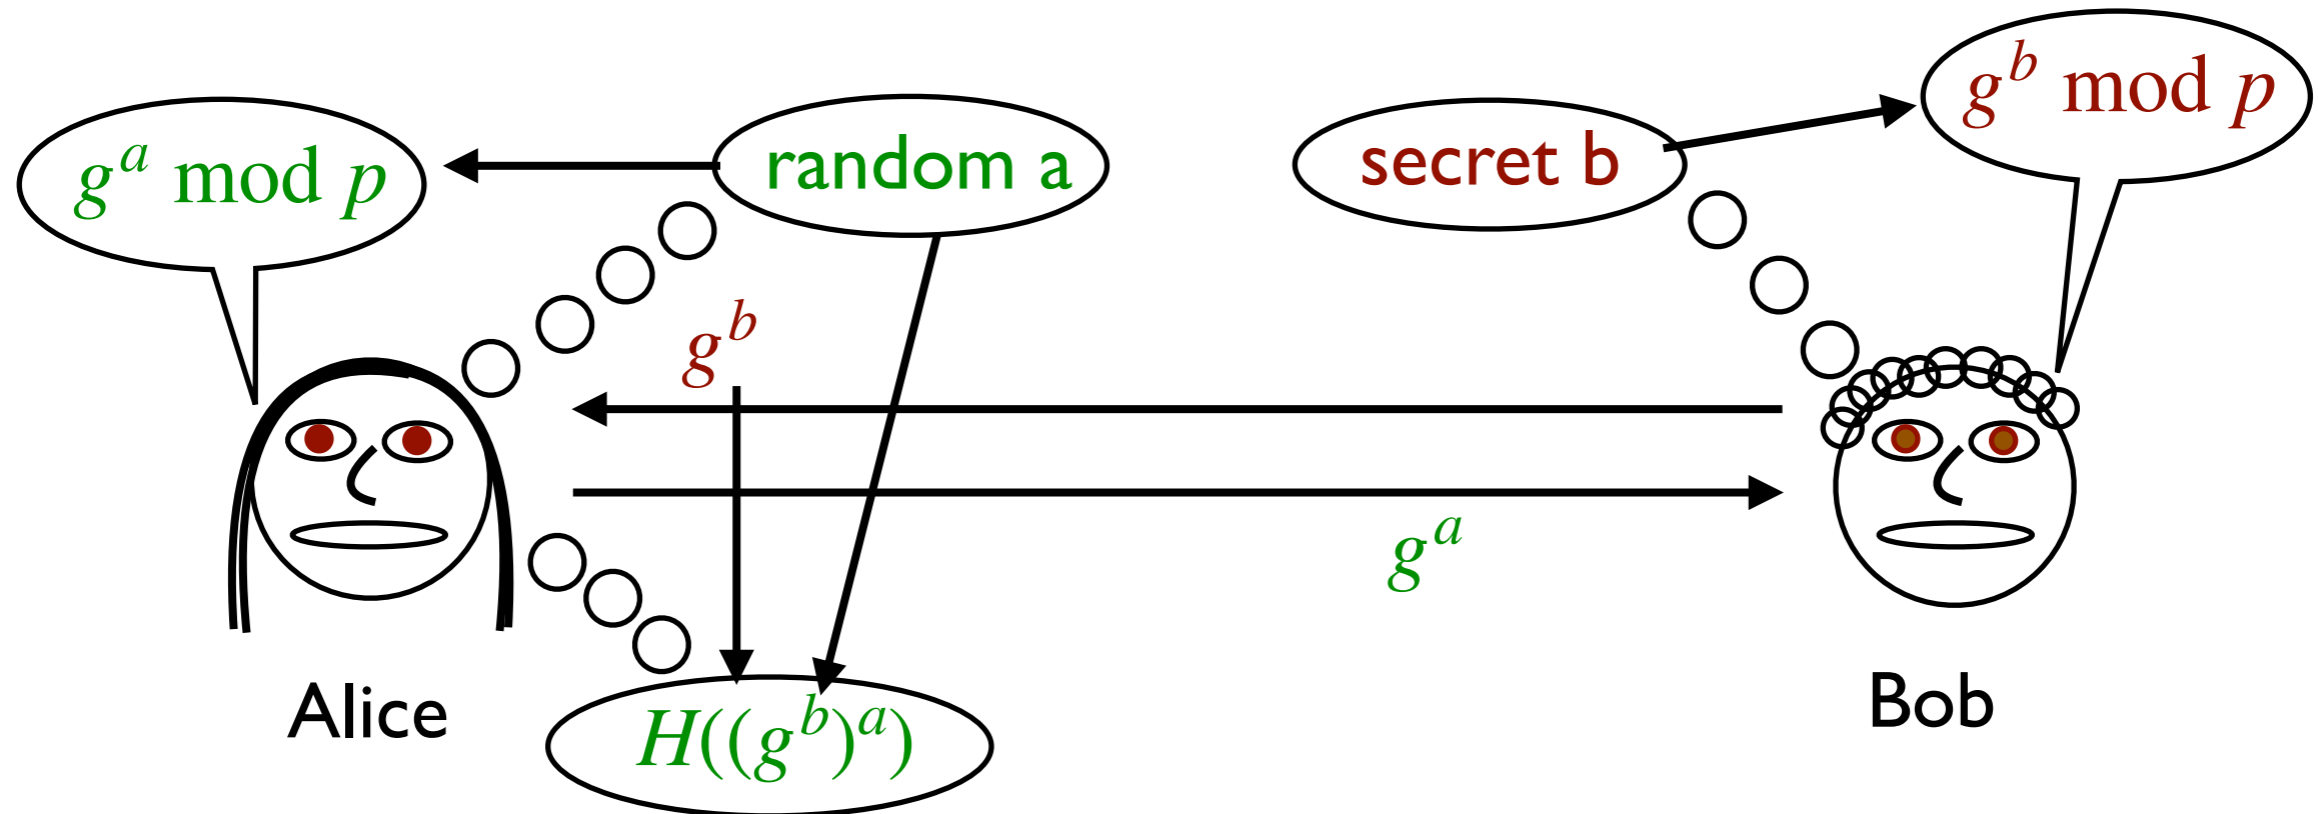 g^a mod p
random a
secret b
g^b mod p
g^b
g^a
Alice
Bob
H((g^b)^a)